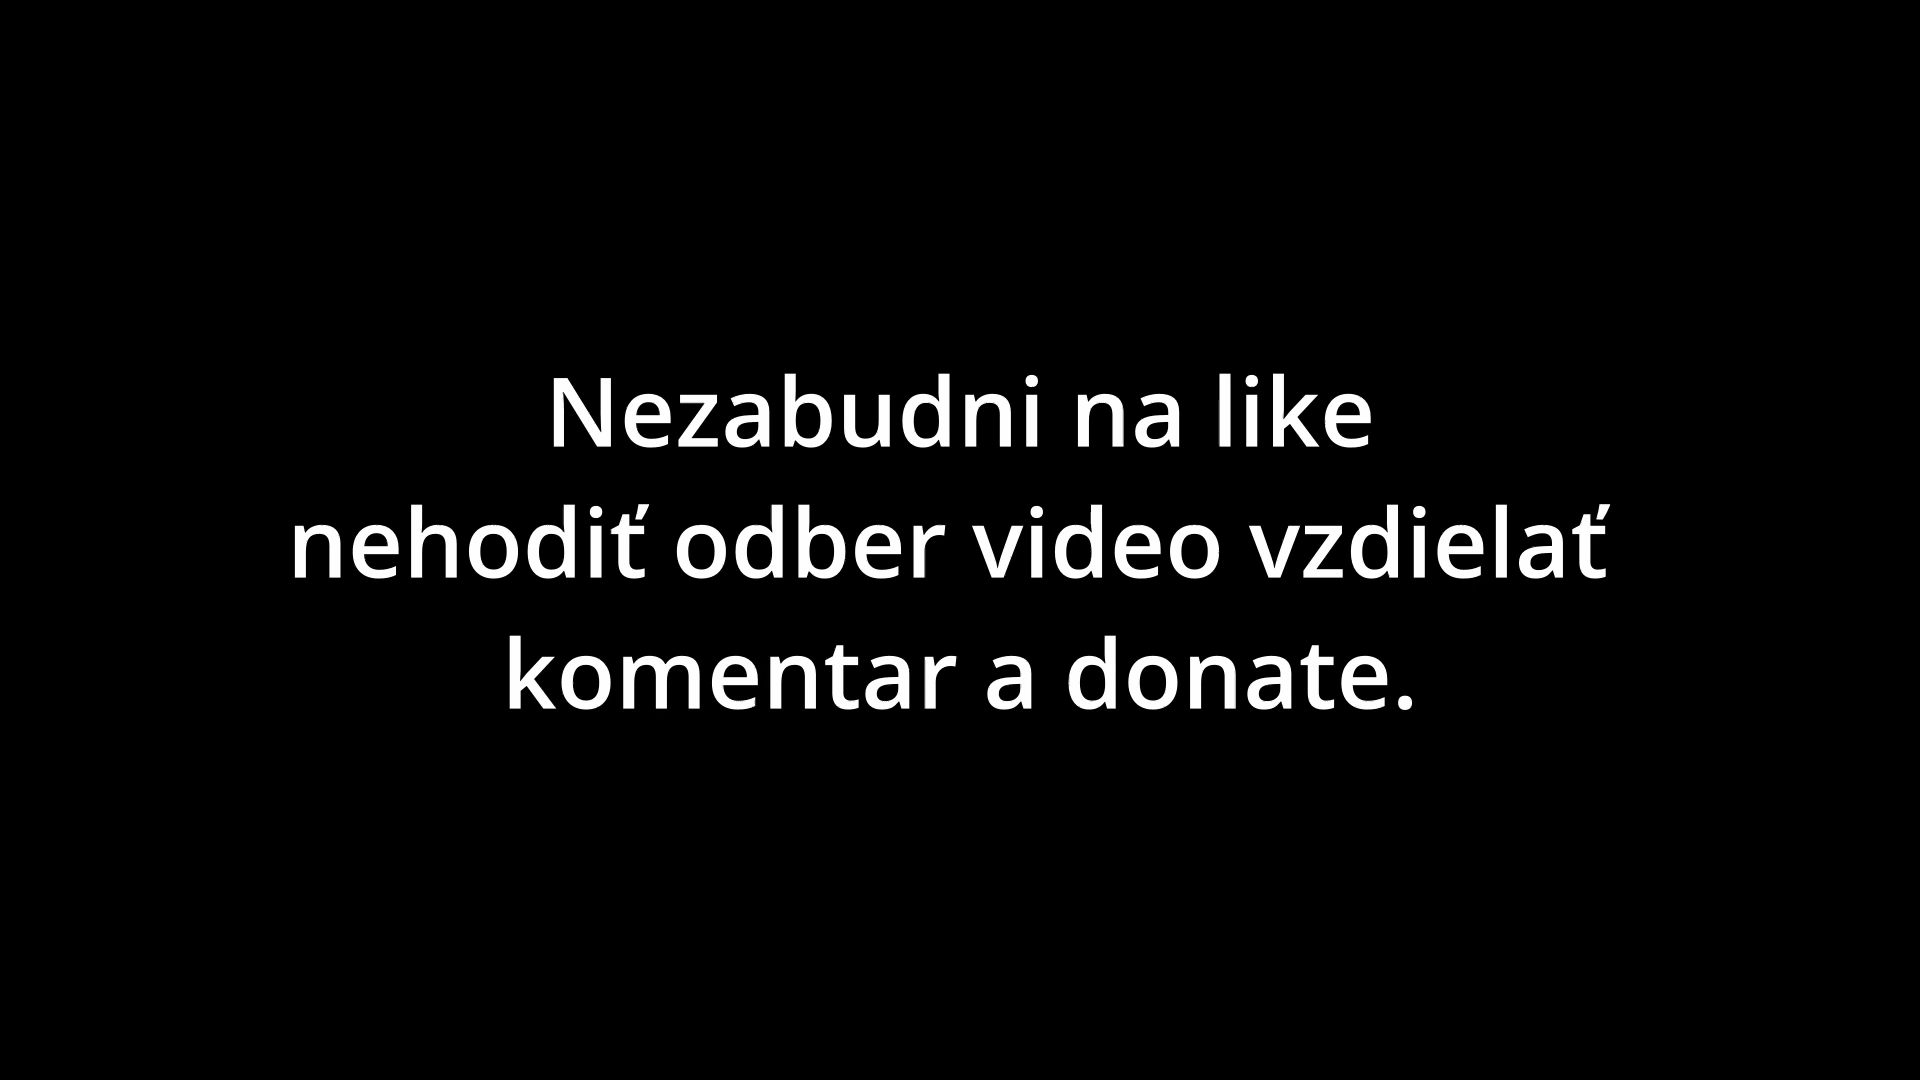 Nezabudni na like
nehodiť odber video vzdielať
komentar a donate.